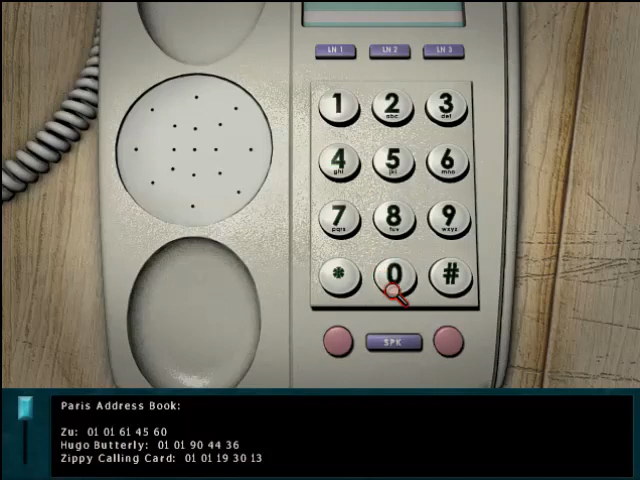 LN 1 LN 2 LN 3
1 2 3
abc def
4 5 6
ghi jkl mno
7 8 9
pqrs tuv wxyz
* 0 #
SPK
Paris Address Book:
Zu: 01 01 61 45 60
Hugo Butterly: 01 01 90 44 36
Zippy Calling Card: 01 01 19 30 13